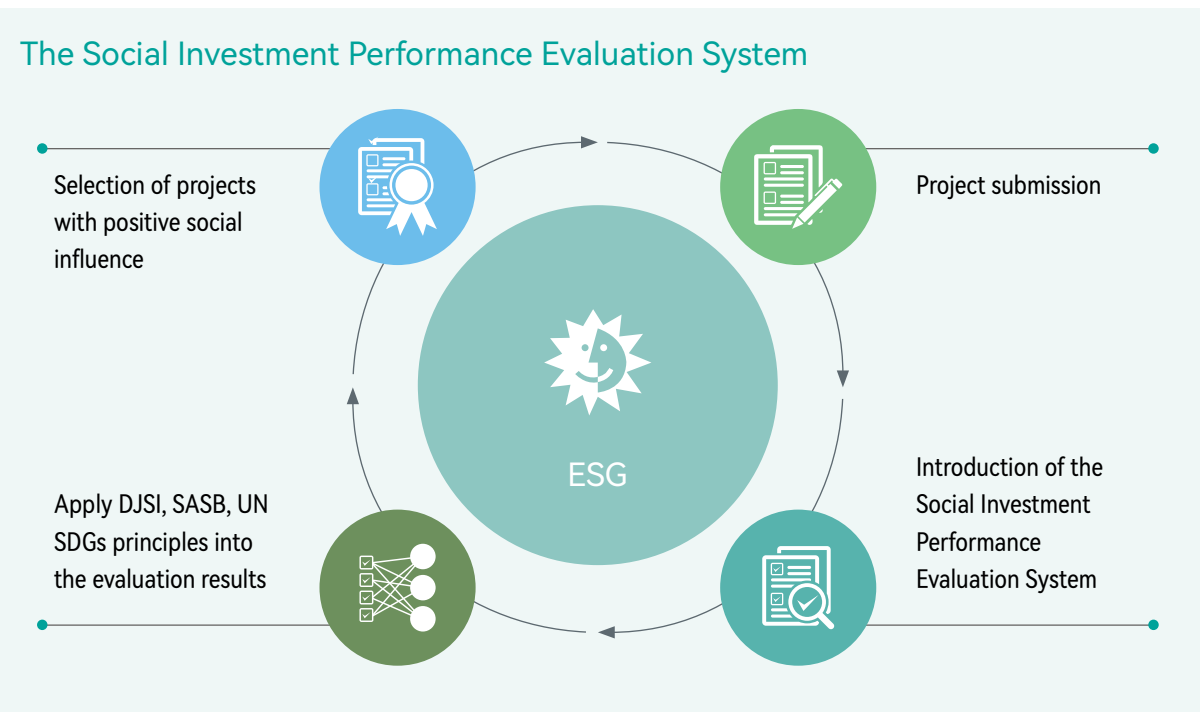 The Social Investment Performance Evaluation System
Selection of projects
with positive social
influence
Project submission
ESG
Apply DJSI, SASB, UN
SDGs principles into
the evaluation results
Introduction of the
Social Investment
Performance
Evaluation System